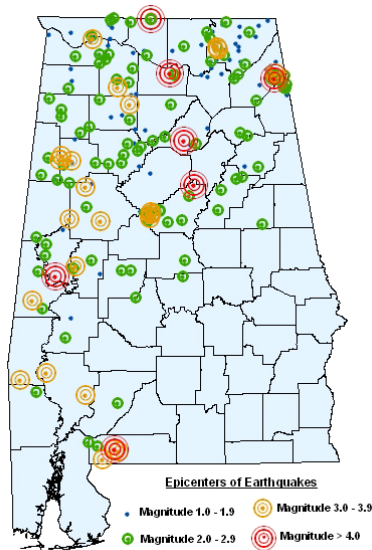 Epicenters of Earthquakes
Magnitude 1.0 - 1.9
Magnitude 3.0 - 3.9
Magnitude 2.0 - 2.9
Magnitude > 4.0